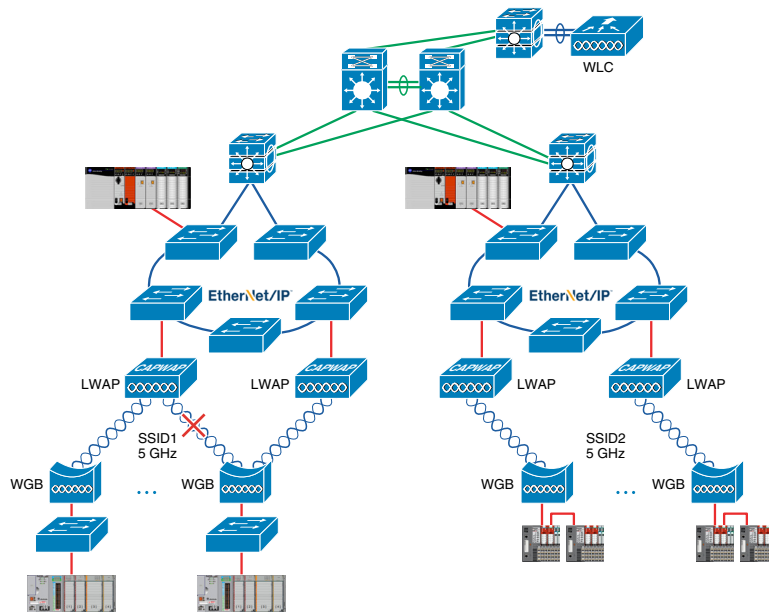 WLC
EtherNet/IP
EtherNet/IP
CAPWAP
CAPWAP
CAPWAP
CAPWAP
LWAP
LWAP
LWAP
LWAP
SSID1
5 GHz
SSID2
5 GHz
WGB
...
WGB
WGB
...
WGB